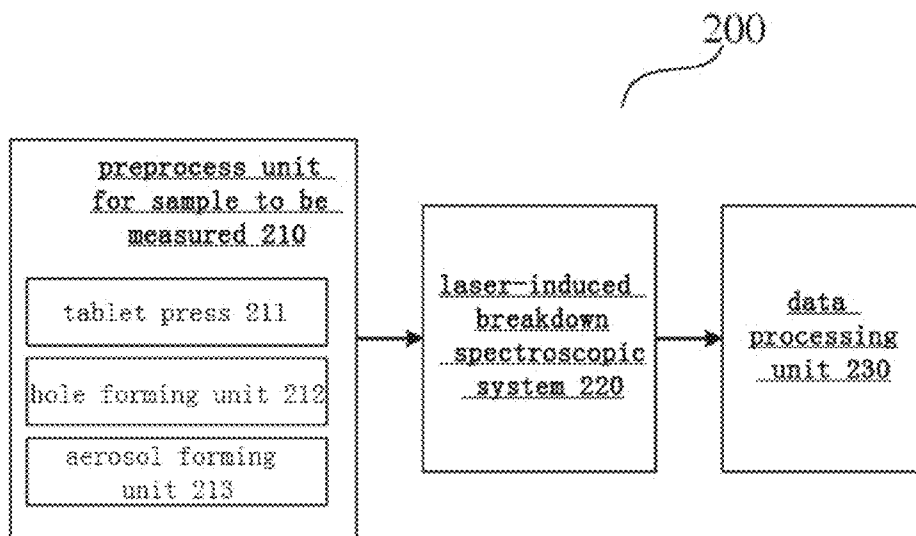 200
preprocess unit
for sample to be
measured 210
tablet press 211
hole forming unit 212
aerosol forming
unit 213
laser-induced
breakdown
spectroscopic
system 220
data
processing
unit 230